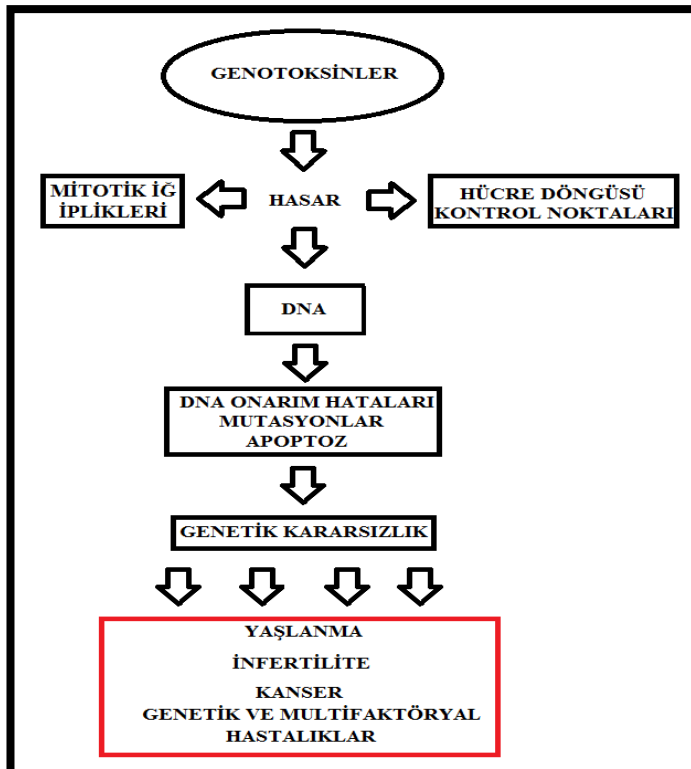 GENOTOKSİNLER
MİTOTİK İĞ
İPLİKLERİ
HASAR
HÜCRE DÖNGÜSÜ
KONTROL NOKTALARI
DNA
DNA ONARIM HATALARI
MUTASYONLAR
APOPTOZ
GENETİK KARARSIZLIK
YAŞLANMA
İNFERTİLİTE
KANSER
GENETİK VE MULTİFAKTÖRYAL
HASTALIKLAR